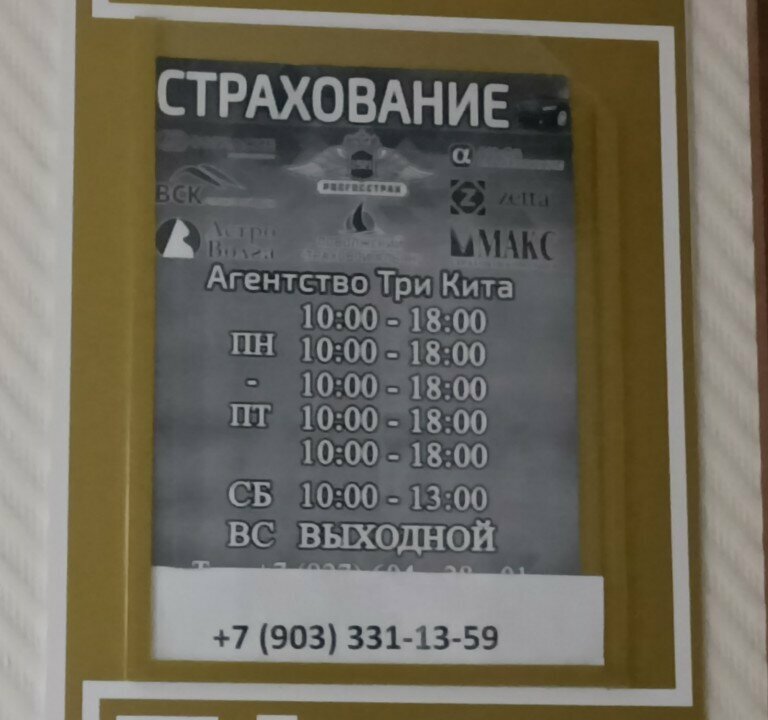 СТРАХОВАНИЕ
РОСГОССТРАХ
α
ВСК
Z zetta
Астро
Волга
МАКС
Агентство Три Кита
10:00 - 18:00
ПН 10:00 - 18:00
- 10:00 - 18:00
ПТ 10:00 - 18:00
10:00 - 18:00
СБ 10:00 - 13:00
ВС ВЫХОДНОЙ
+7 (903) 331-13-59